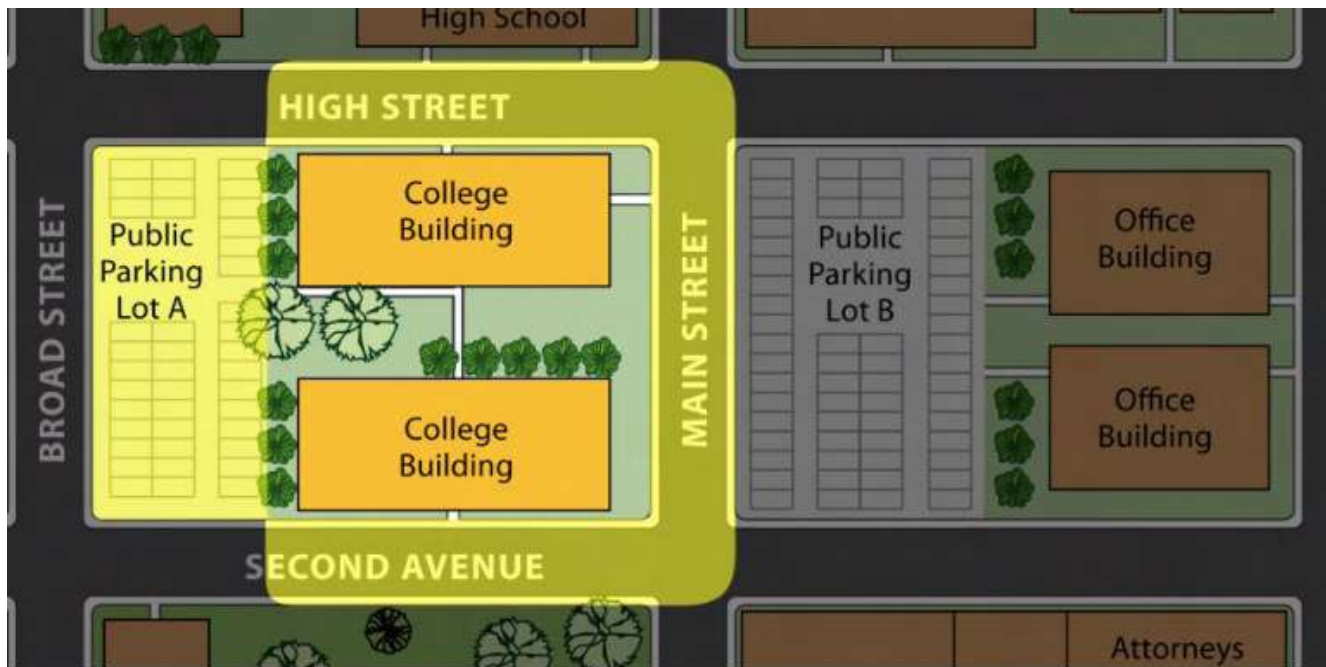 High School
HIGH STREET
College
Building
Public
Parking
Lot A
BROAD STREET
MAIN STREET
Public
Parking
Lot B
Office
Building
College
Building
Office
Building
SECOND AVENUE
Attorneys